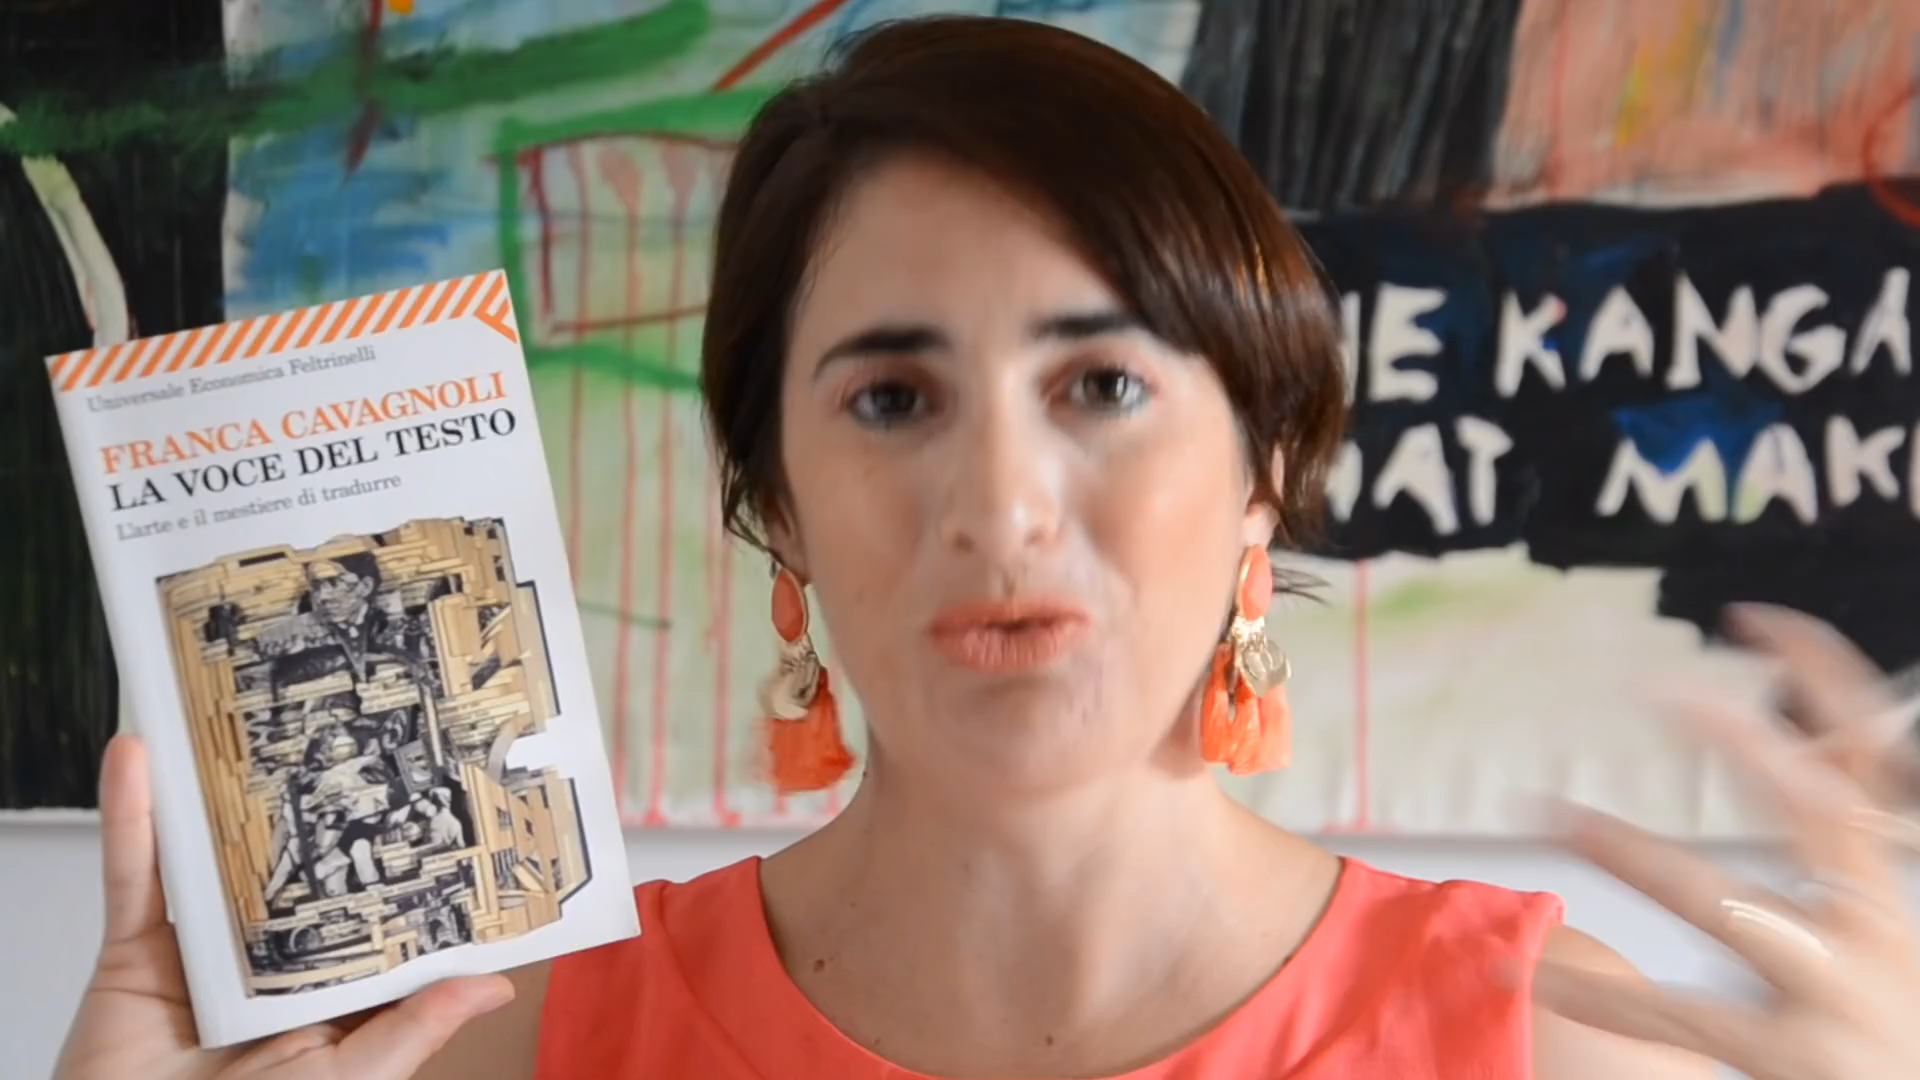 Universale Economica Feltrinelli
FRANCA CAVAGNOLI
LA VOCE DEL TESTO
L'arte e il mestiere di tradurre
HE KANGA
HAT MAK